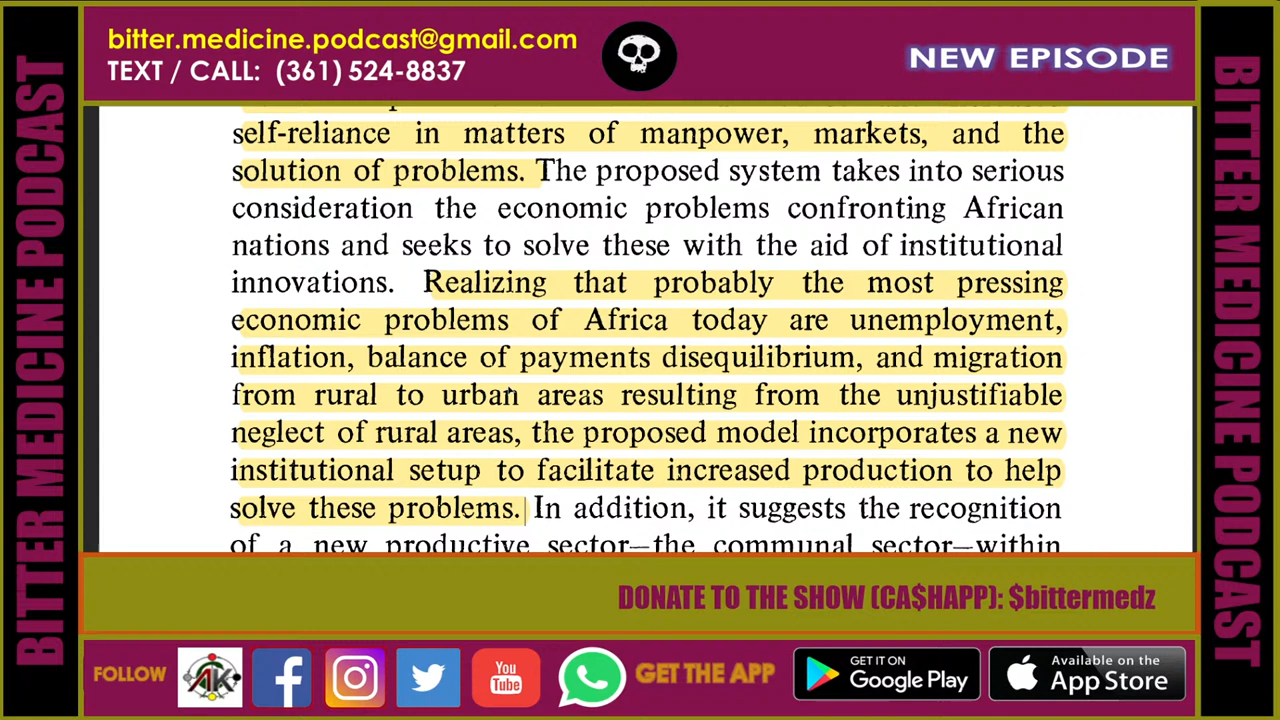 bitter.medicine.podcast@gmail.com
TEXT / CALL: (361) 524-8837
NEW EPISODE
BITTER MEDICINE PODCAST
self-reliance in matters of manpower, markets, and the
solution of problems. The proposed system takes into serious
consideration the economic problems confronting African
nations and seeks to solve these with the aid of institutional
innovations. Realizing that probably the most pressing
economic problems of Africa today are unemployment,
inflation, balance of payments disequilibrium, and migration
from rural to urban areas resulting from the unjustifiable
neglect of rural areas, the proposed model incorporates a new
institutional setup to facilitate increased production to help
solve these problems. In addition, it suggests the recognition
of a new productive sector—the communal sector—within
BITTER MEDICINE PODCAST
DONATE TO THE SHOW (CA$HAPP): $bittermedz
FOLLOW
You
Tube
GET THE APP
GET IT ON
Google Play
Available on the
App Store